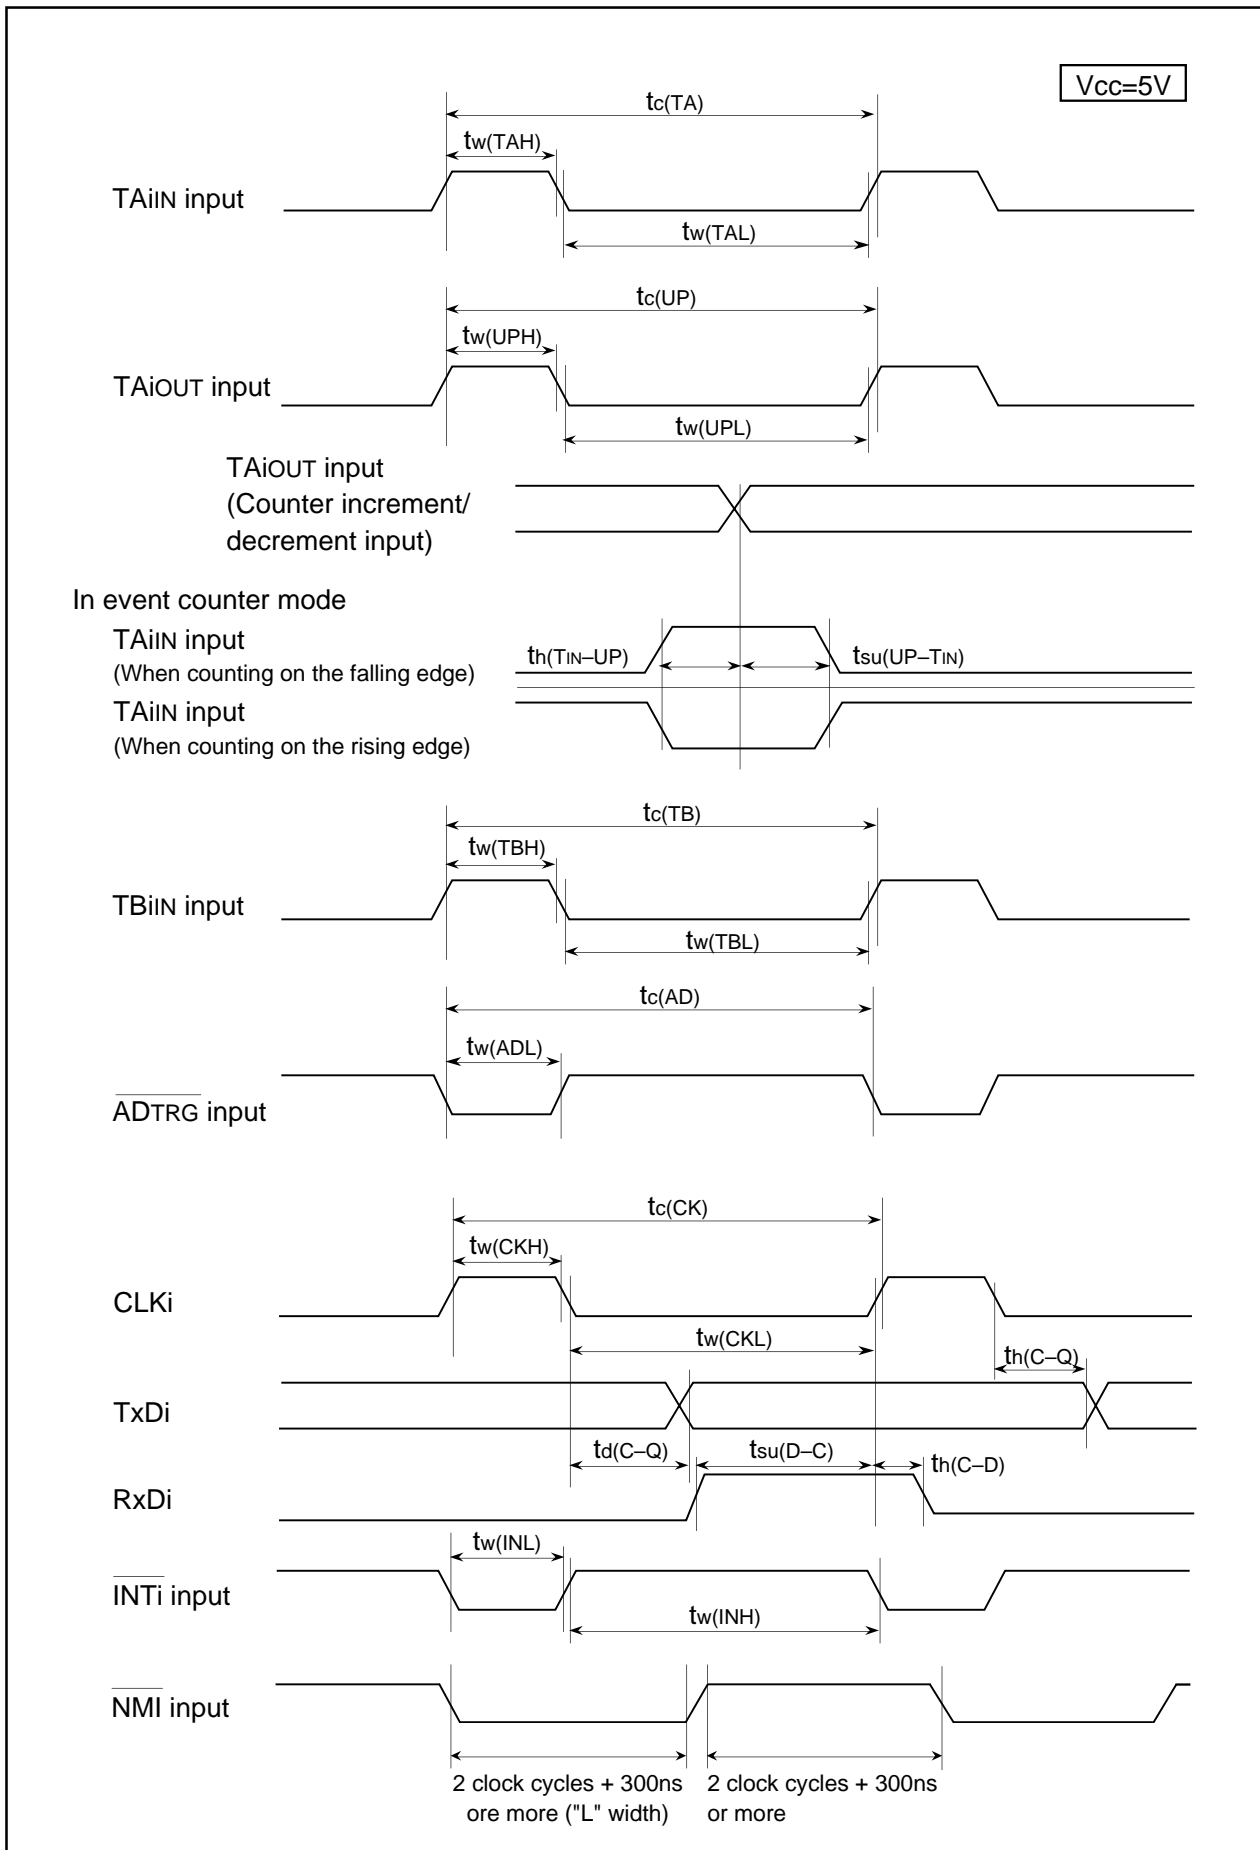 Vcc=5V
tc(TA)
tw(TAH)
TAiIN input
tw(TAL)
tc(UP)
tw(UPH)
TAiOUT input
tw(UPL)
TAiOUT input
(Counter increment/
decrement input)
In event counter mode
TAiIN input
(When counting on the falling edge)
th(TIN–UP)
tsu(UP–TIN)
TAiIN input
(When counting on the rising edge)
tc(TB)
tw(TBH)
TBiIN input
tw(TBL)
tc(AD)
tw(ADL)
ADTRG input
tc(CK)
tw(CKH)
CLKi
tw(CKL)
th(C–Q)
TxDi
td(C–Q)
tsu(D–C)
th(C–D)
RxDi
tw(INL)
INTi input
tw(INH)
NMI input
2 clock cycles + 300ns
ore more ("L" width)
2 clock cycles + 300ns
or more